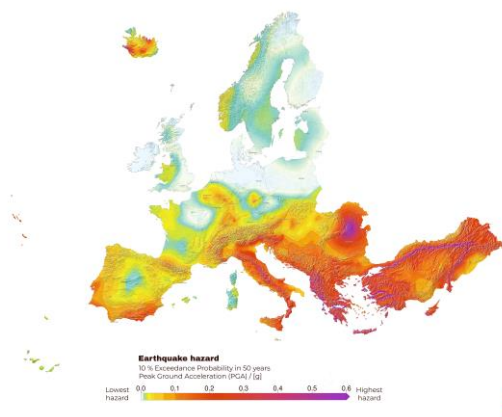 Earthquake hazard
10 % Exceedance Probability in 50 years
Peak Ground Acceleration (PGA) / [g]
Lowest hazard
0.0 0.1 0.2 0.3 0.4 0.5 0.6
Highest hazard